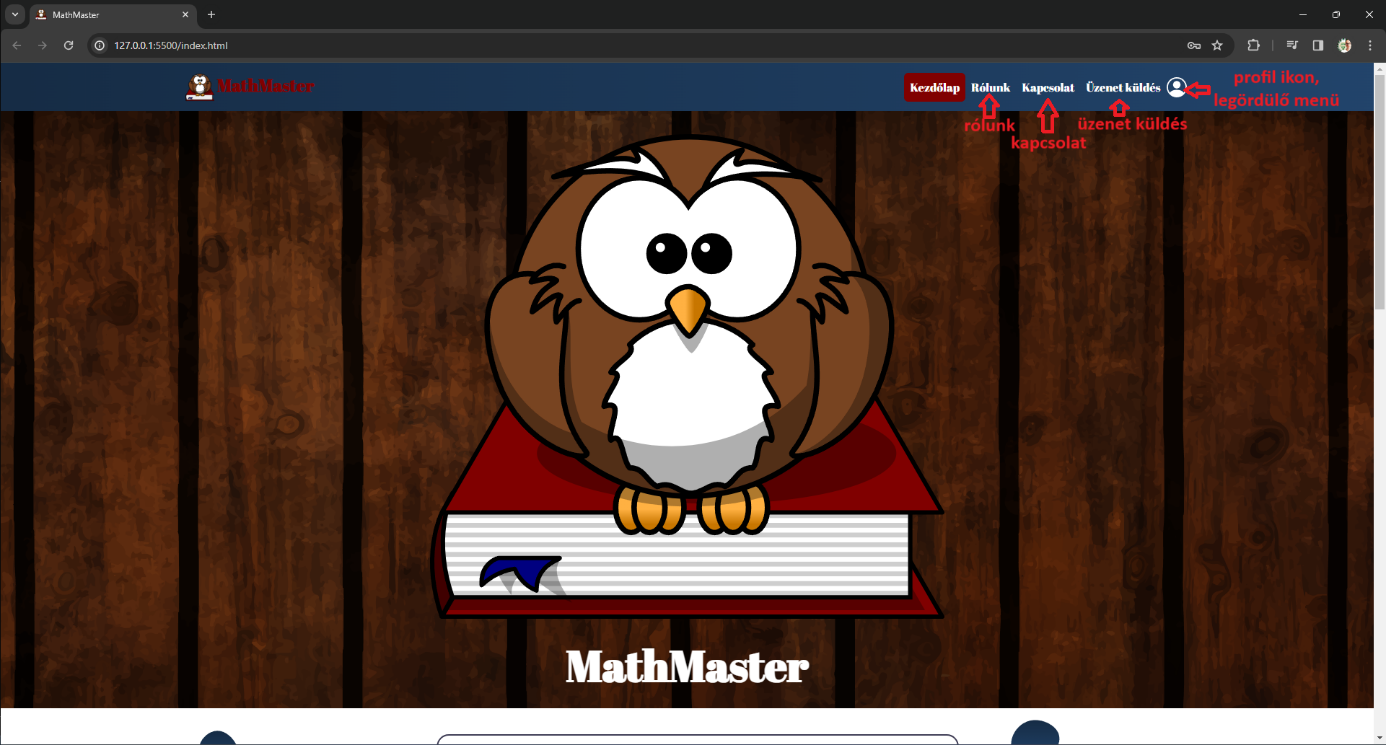 MathMaster
127.0.0.1:5500/index.html
MathMaster
Kezdőlap Rólunk Kapcsolat Üzenet küldés
profil ikon,
legördülő menü
rólunk
kapcsolat
üzenet küldés
MathMaster